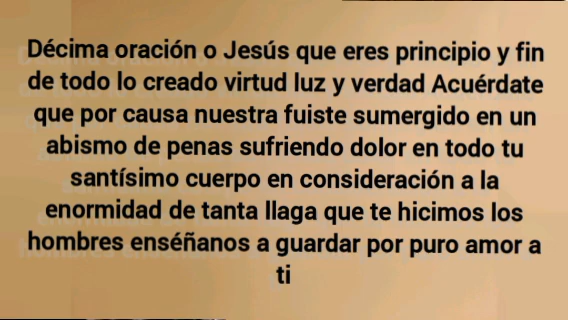 Décima oración o Jesús que eres principio y fin
de todo lo creado virtud luz y verdad Acuérdate
que por causa nuestra fuiste sumergido en un
abismo de penas sufriendo dolor en todo tu
santísimo cuerpo en consideración a la
enormidad de tanta llaga que te hicimos los
hombres enséñanos a guardar por puro amor a
ti